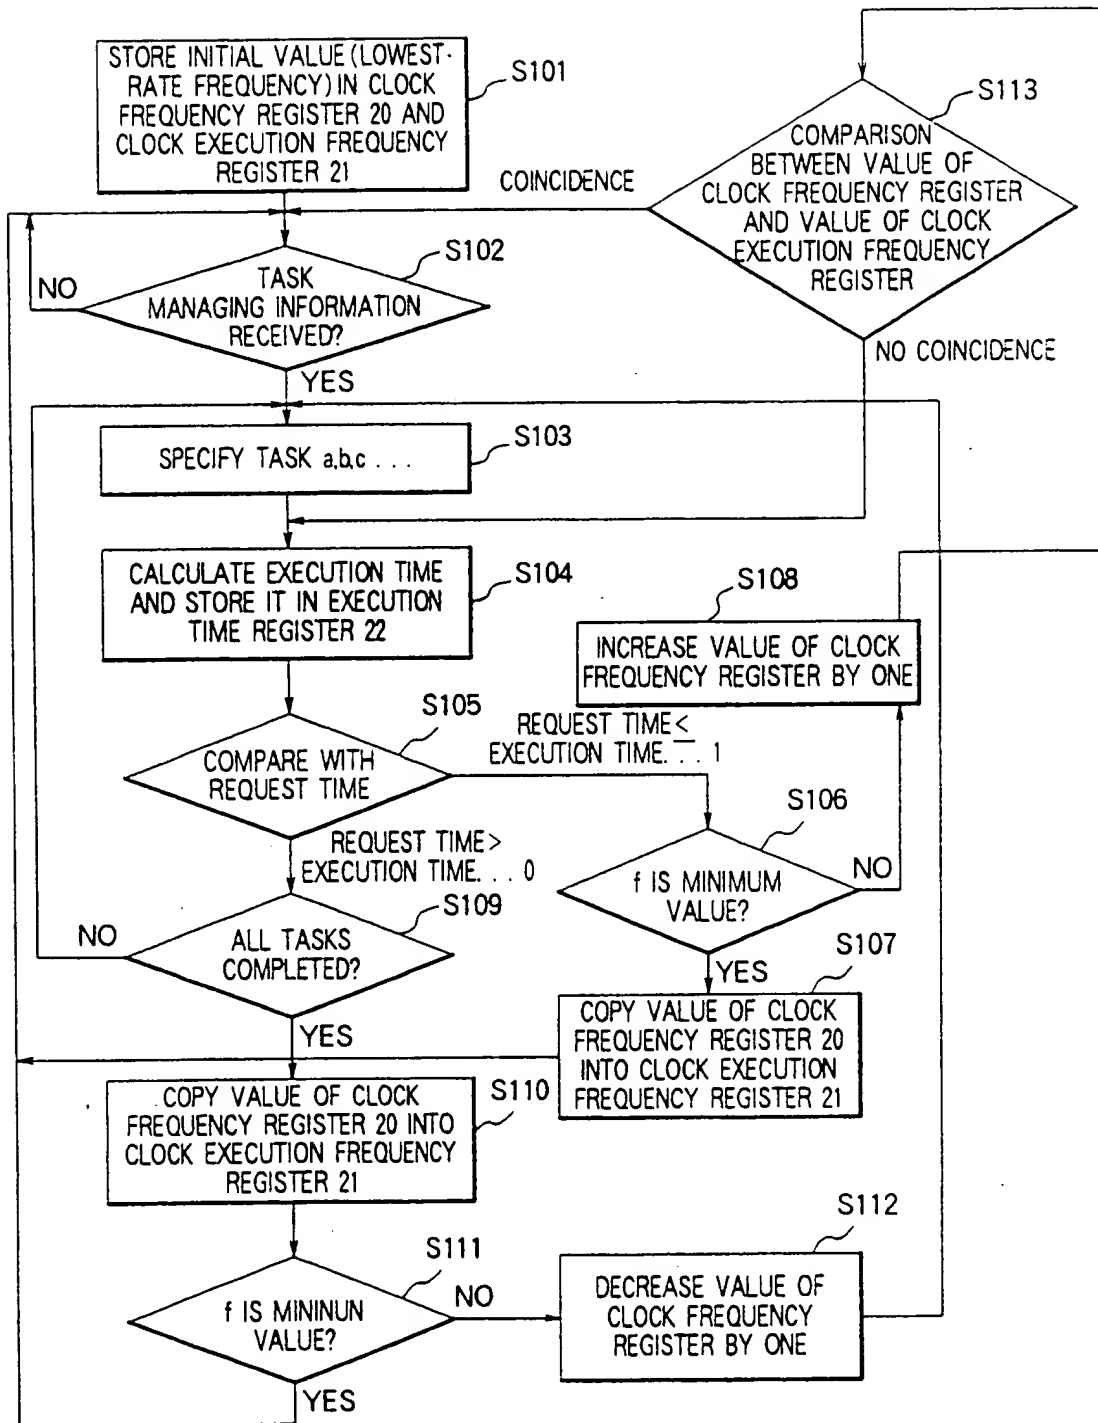 STORE INITIAL VALUE (LOWEST-
RATE FREQUENCY) IN CLOCK
FREQUENCY REGISTER 20 AND
CLOCK EXECUTION FREQUENCY
REGISTER 21
S101
S113
COMPARISON
BETWEEN VALUE OF
CLOCK FREQUENCY REGISTER
AND VALUE OF CLOCK
EXECUTION FREQUENCY
REGISTER
COINCIDENCE
NO COINCIDENCE
S102
TASK
MANAGING INFORMATION
RECEIVED?
NO
YES
S103
SPECIFY TASK a,b,c . . .
S104
CALCULATE EXECUTION TIME
AND STORE IT IN EXECUTION
TIME REGISTER 22
S108
INCREASE VALUE OF CLOCK
FREQUENCY REGISTER BY ONE
S105
COMPARE WITH
REQUEST TIME
REQUEST TIME ≤
EXECUTION TIME. . . 1
S106
f IS MINIMUM
VALUE?
NO
YES
REQUEST TIME >
EXECUTION TIME. . . 0
S109
ALL TASKS
COMPLETED?
NO
YES
S107
COPY VALUE OF CLOCK
FREQUENCY REGISTER 20
INTO CLOCK EXECUTION
FREQUENCY REGISTER 21
S110
COPY VALUE OF CLOCK
FREQUENCY REGISTER 20 INTO
CLOCK EXECUTION FREQUENCY
REGISTER 21
S111
f IS MININUN
VALUE?
NO
YES
S112
DECREASE VALUE OF
CLOCK FREQUENCY
REGISTER BY ONE